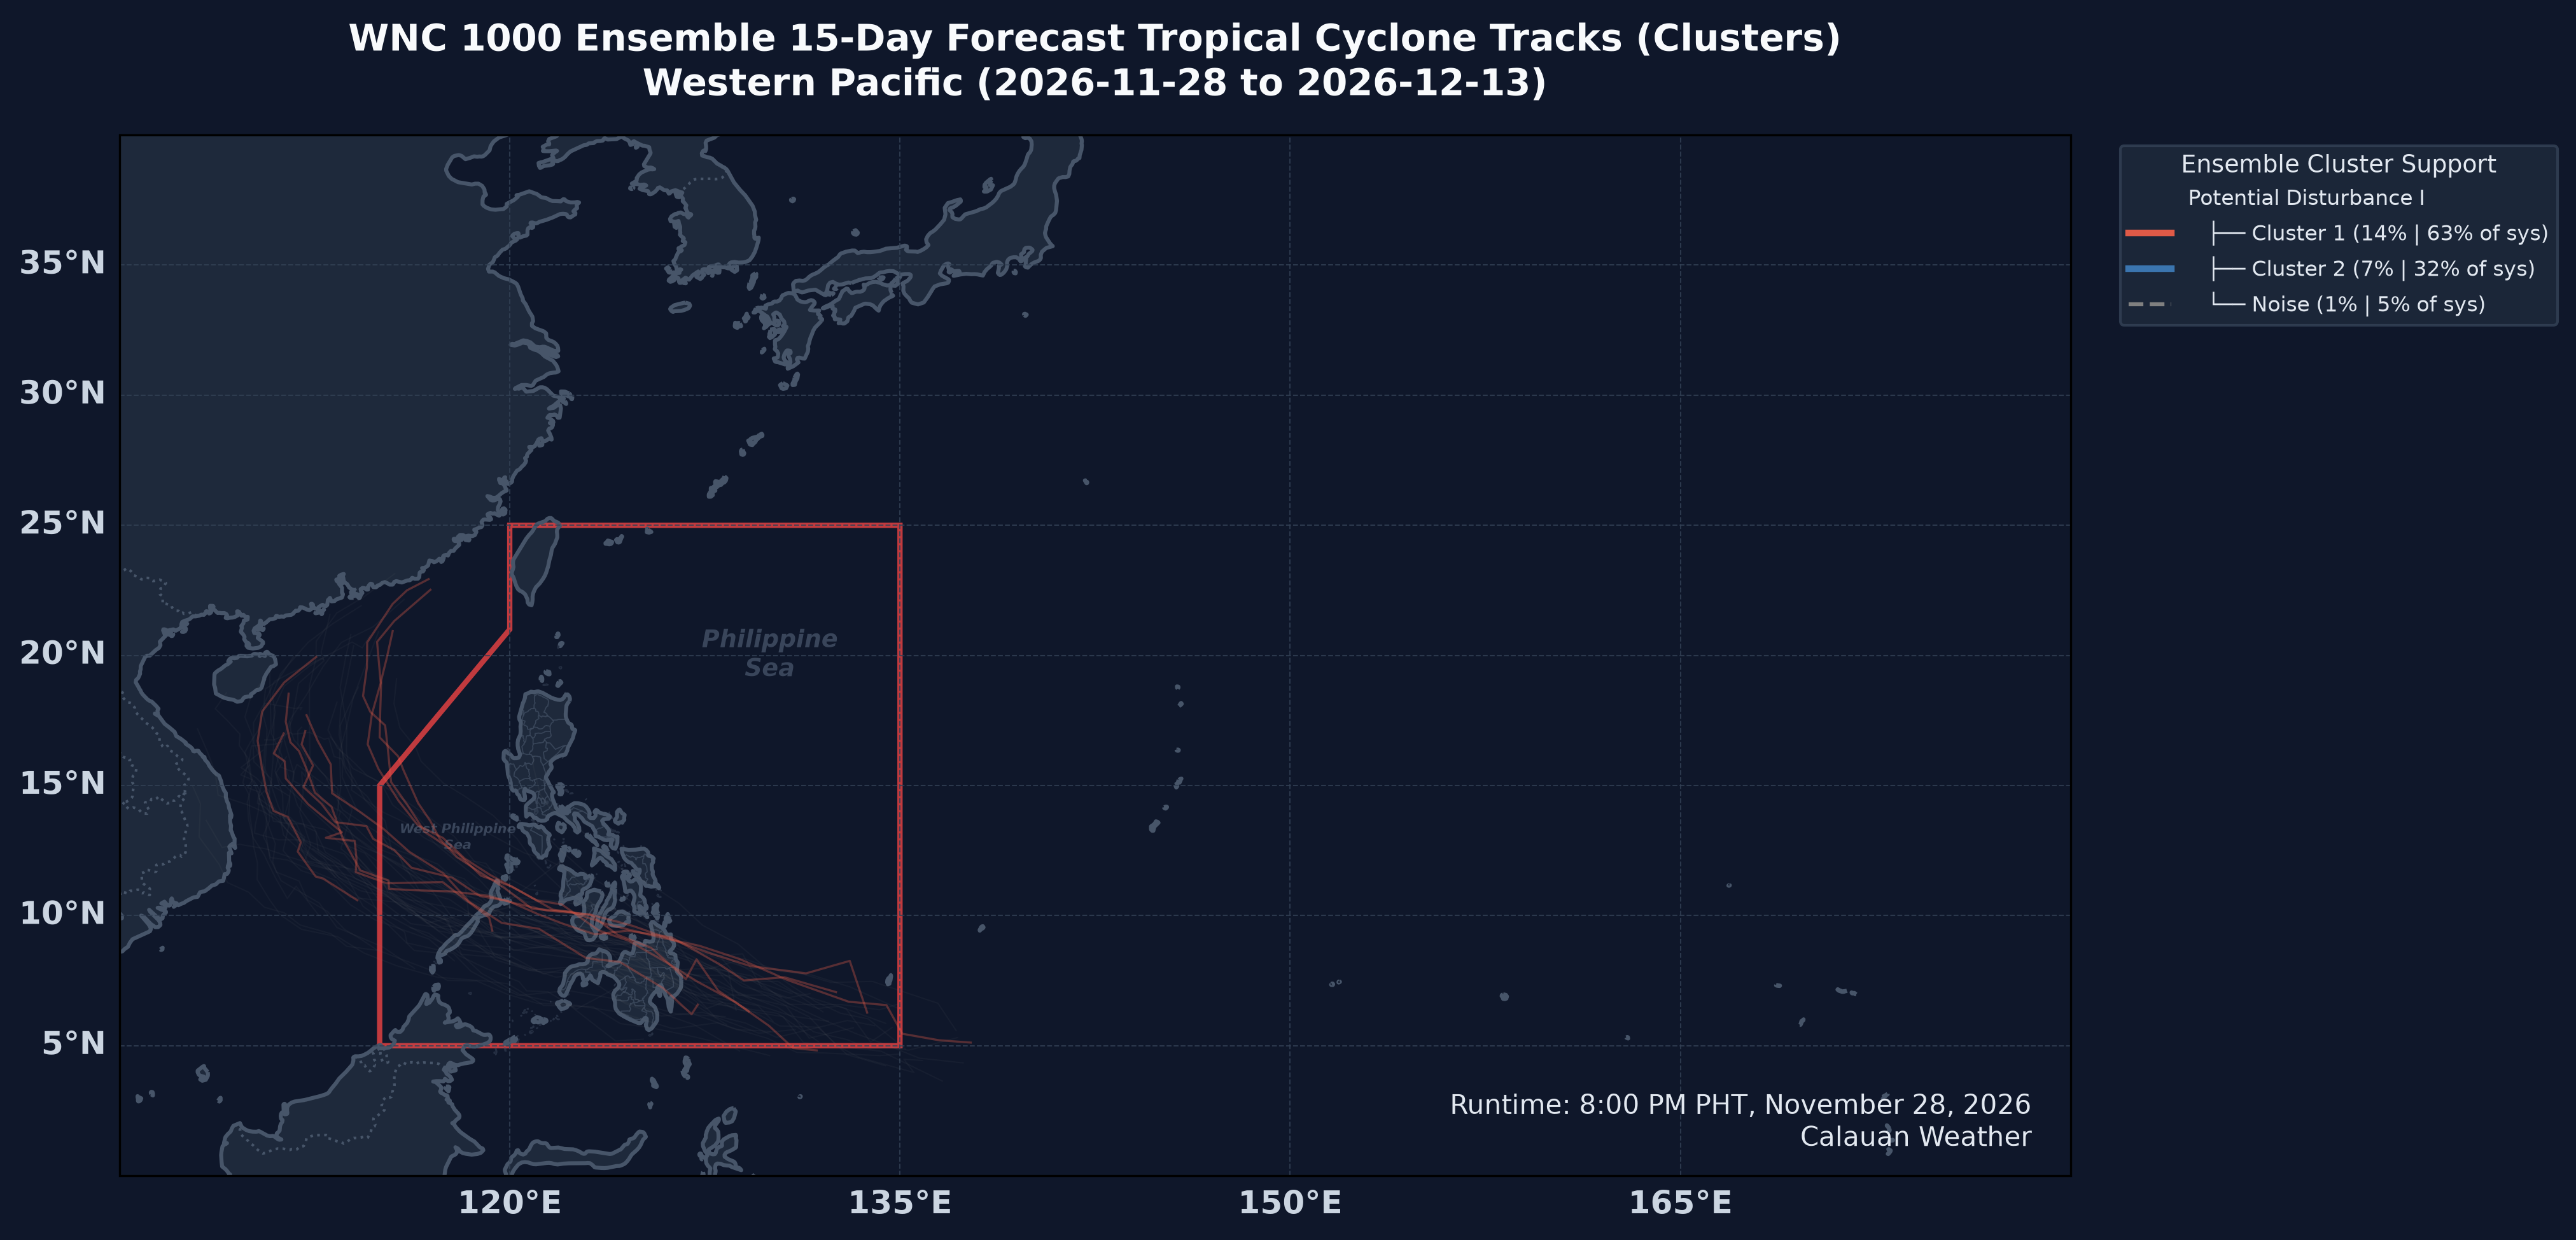 WNC 1000 Ensemble 15-Day Forecast Tropical Cyclone Tracks (Clusters)
Western Pacific (2026-11-28 to 2026-12-13)
Ensemble Cluster Support
Potential Disturbance I
Cluster 1 (14% | 63% of sys)
Cluster 2 (7% | 32% of sys)
Noise (1% | 5% of sys)
35°N
30°N
25°N
20°N
15°N
10°N
5°N
Philippine
Sea
West Philippine
Sea
Runtime: 8:00 PM PHT, November 28, 2026
Calauan Weather
120°E
135°E
150°E
165°E